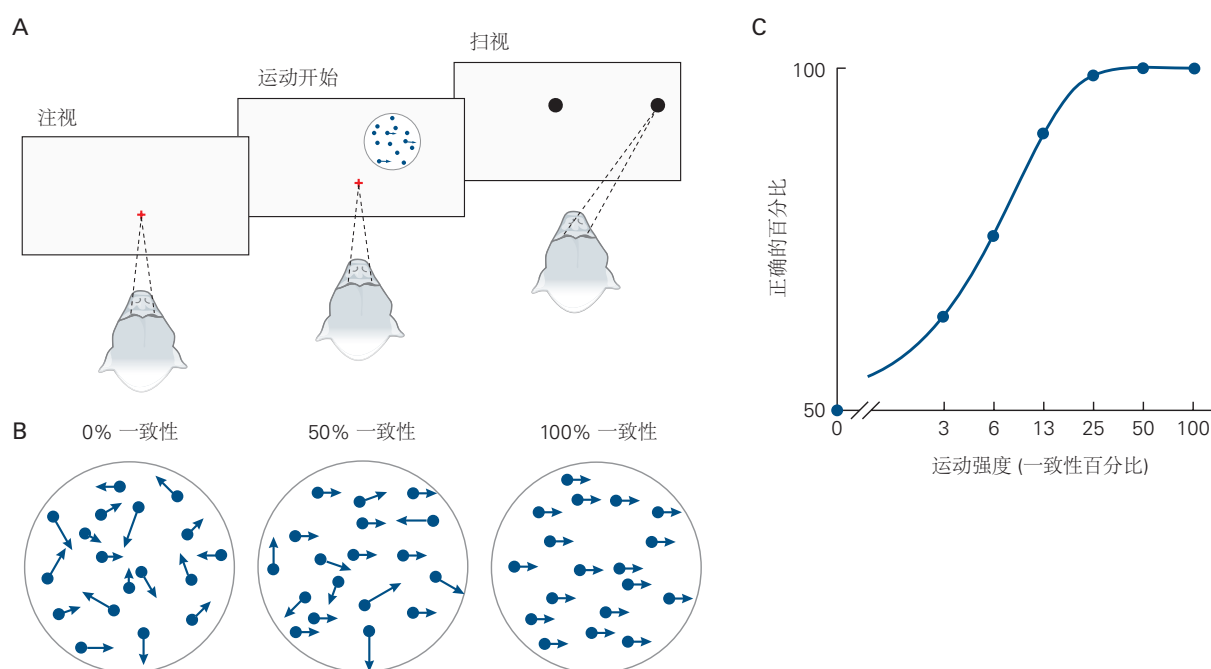 A
注视
运动开始
扫视
B
0% 一致性
50% 一致性
100% 一致性
C
正确的百分比
100
50
0
3
6
13
25
50
100
运动强度 (一致性百分比)